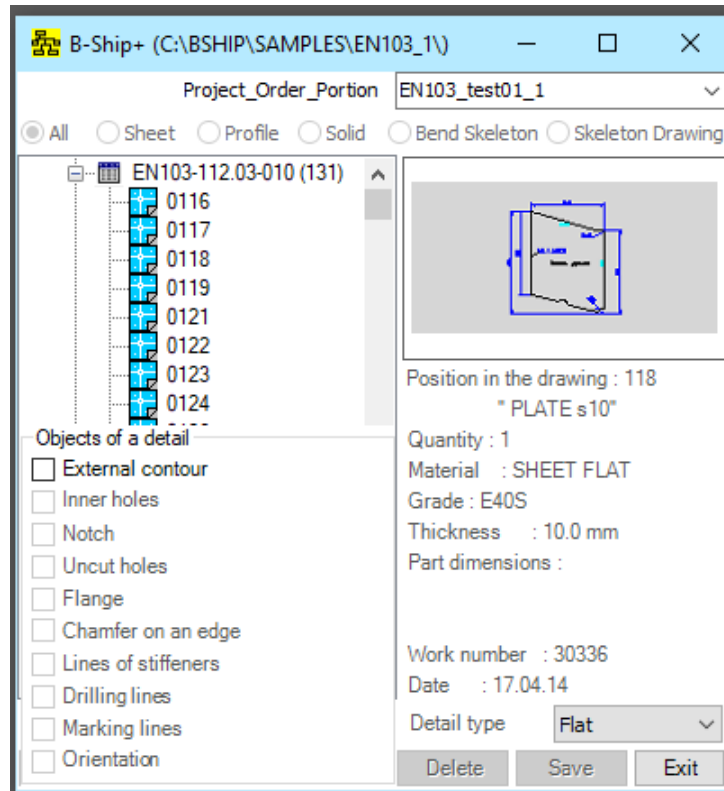 B-Ship+ (C:\BSHIP\SAMPLES\EN103_1\)
Project_Order_Portion EN103_test01_1
All Sheet Profile Solid Bend Skeleton Skeleton Drawing
EN103-112.03-010 (131)
0116
0117
0118
0119
0121
0122
0123
0124
Objects of a detail
External contour
Inner holes
Notch
Uncut holes
Flange
Chamfer on an edge
Lines of stiffeners
Drilling lines
Marking lines
Orientation
Position in the drawing : 118
" PLATE s10"
Quantity : 1
Material : SHEET FLAT
Grade : E40S
Thickness : 10.0 mm
Part dimensions :
Work number : 30336
Date : 17.04.14
Detail type Flat
Delete Save Exit